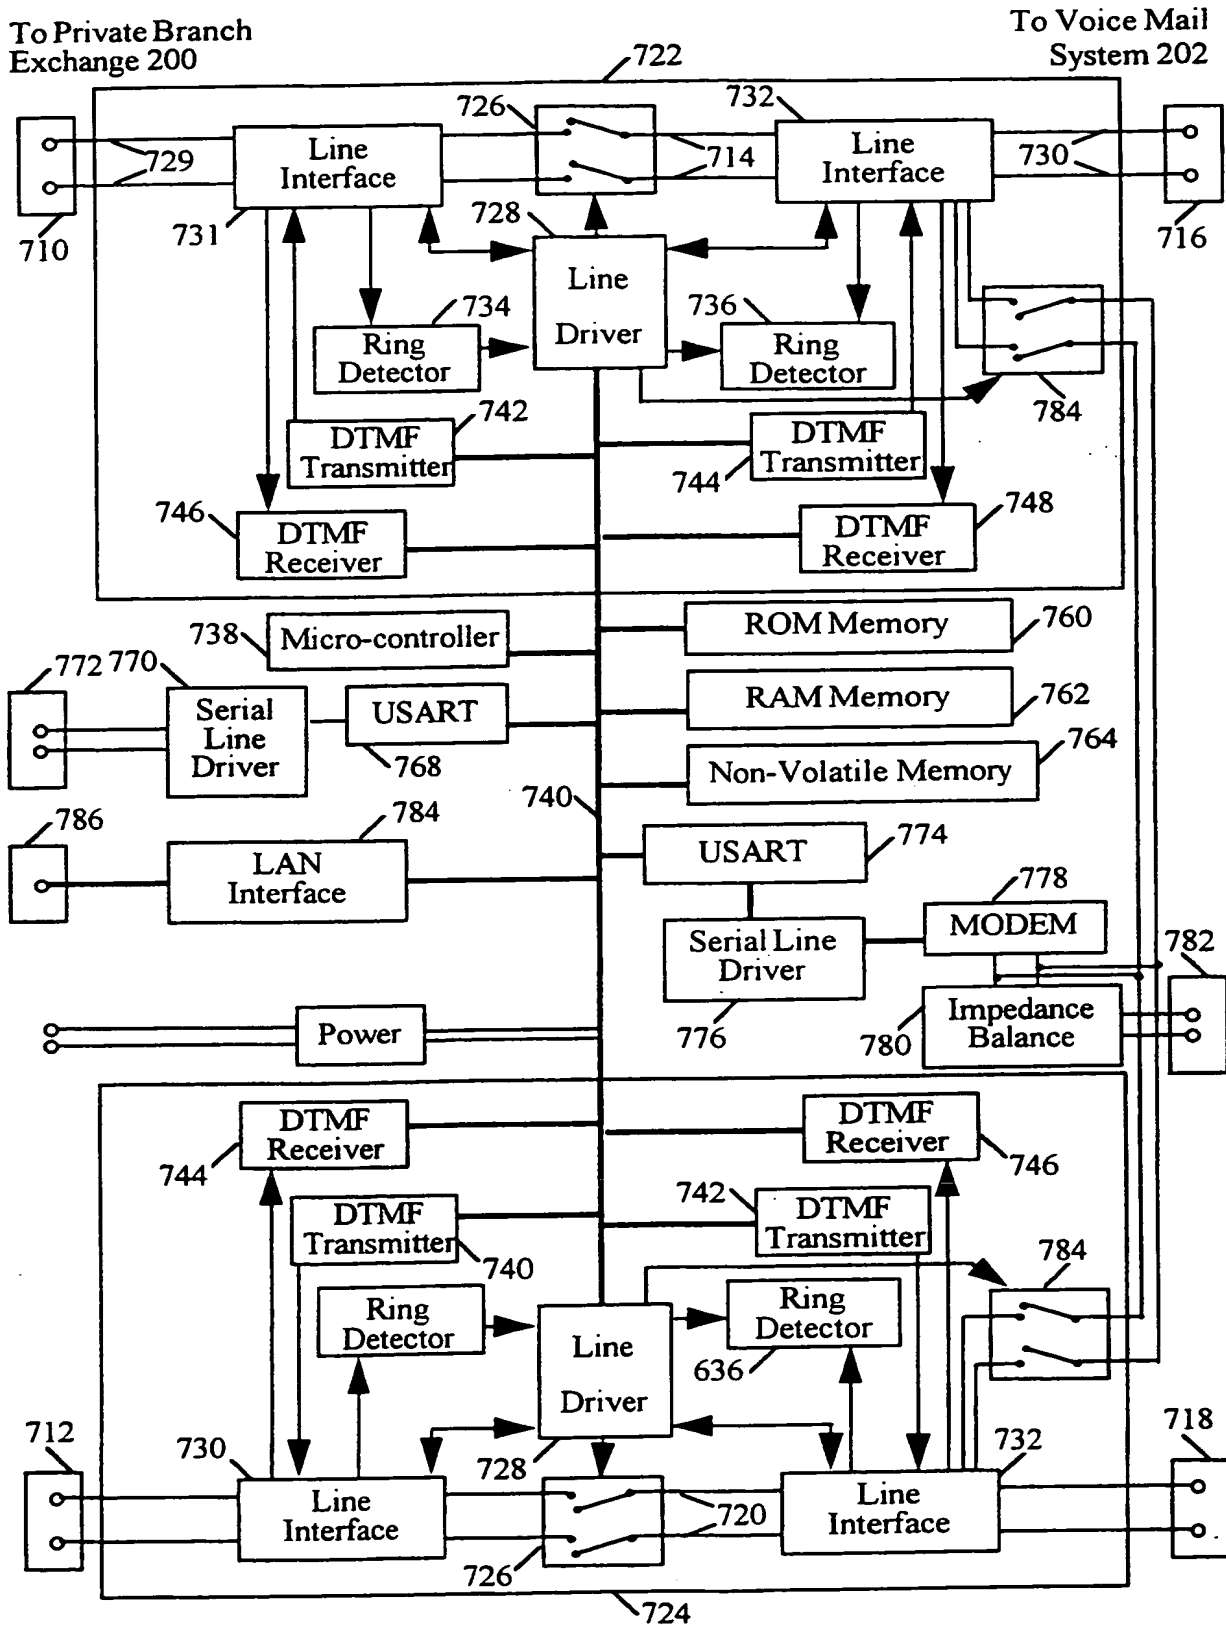 To Private Branch
Exchange 200
To Voice Mail
System 202
722
726
732
Line
Interface
729
714
Line
Interface
730
710
731
728
716
Line
Driver
734
736
Ring
Detector
Ring
Detector
784
742
DTMF
Transmitter
DTMF
Transmitter
744
746
748
DTMF
Receiver
DTMF
Receiver
738
Micro-controller
ROM Memory
760
772
770
Serial
Line
Driver
USART
768
RAM Memory
762
764
Non-Volatile Memory
740
786
784
LAN
Interface
USART
774
778
MODEM
Serial Line
Driver
782
776
780
Impedance
Balance
Power
DTMF
Receiver
744
DTMF
Receiver
746
742
DTMF
Transmitter
740
DTMF
Transmitter
784
Ring
Detector
Line
Driver
Ring
Detector
636
712
730
728
732
718
Line
Interface
720
Line
Interface
726
724